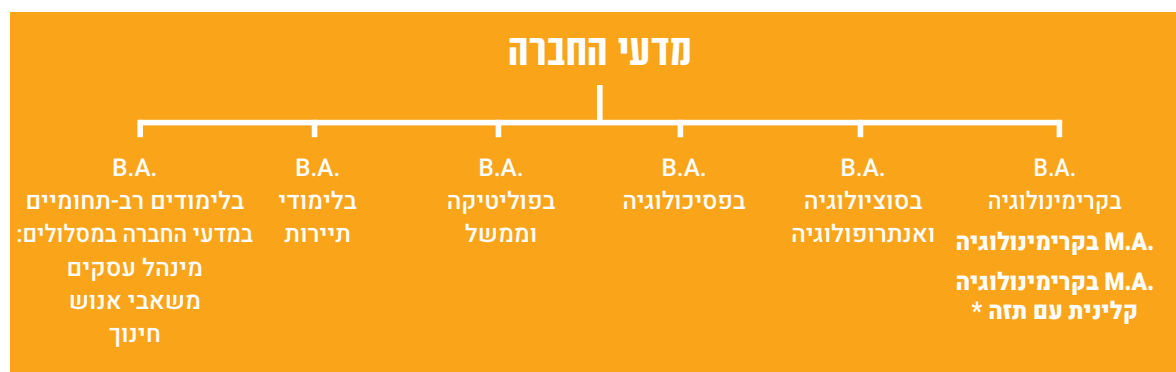 מדעי החברה
B.A.
בקרימינולוגיה
M.A. בקרימינולוגיה
M.A. בקרימינולוגיה
קלינית עם תזה *
B.A.
בסוציולוגיה
ואנתרופולוגיה
B.A.
בפסיכולוגיה
B.A.
בפוליטיקה
וממשל
B.A.
בלימודי
תיירות
B.A.
בלימודים רב-תחומיים
במדעי החברה במסלולים:
מינהל עסקים
משאבי אנוש
חינוך